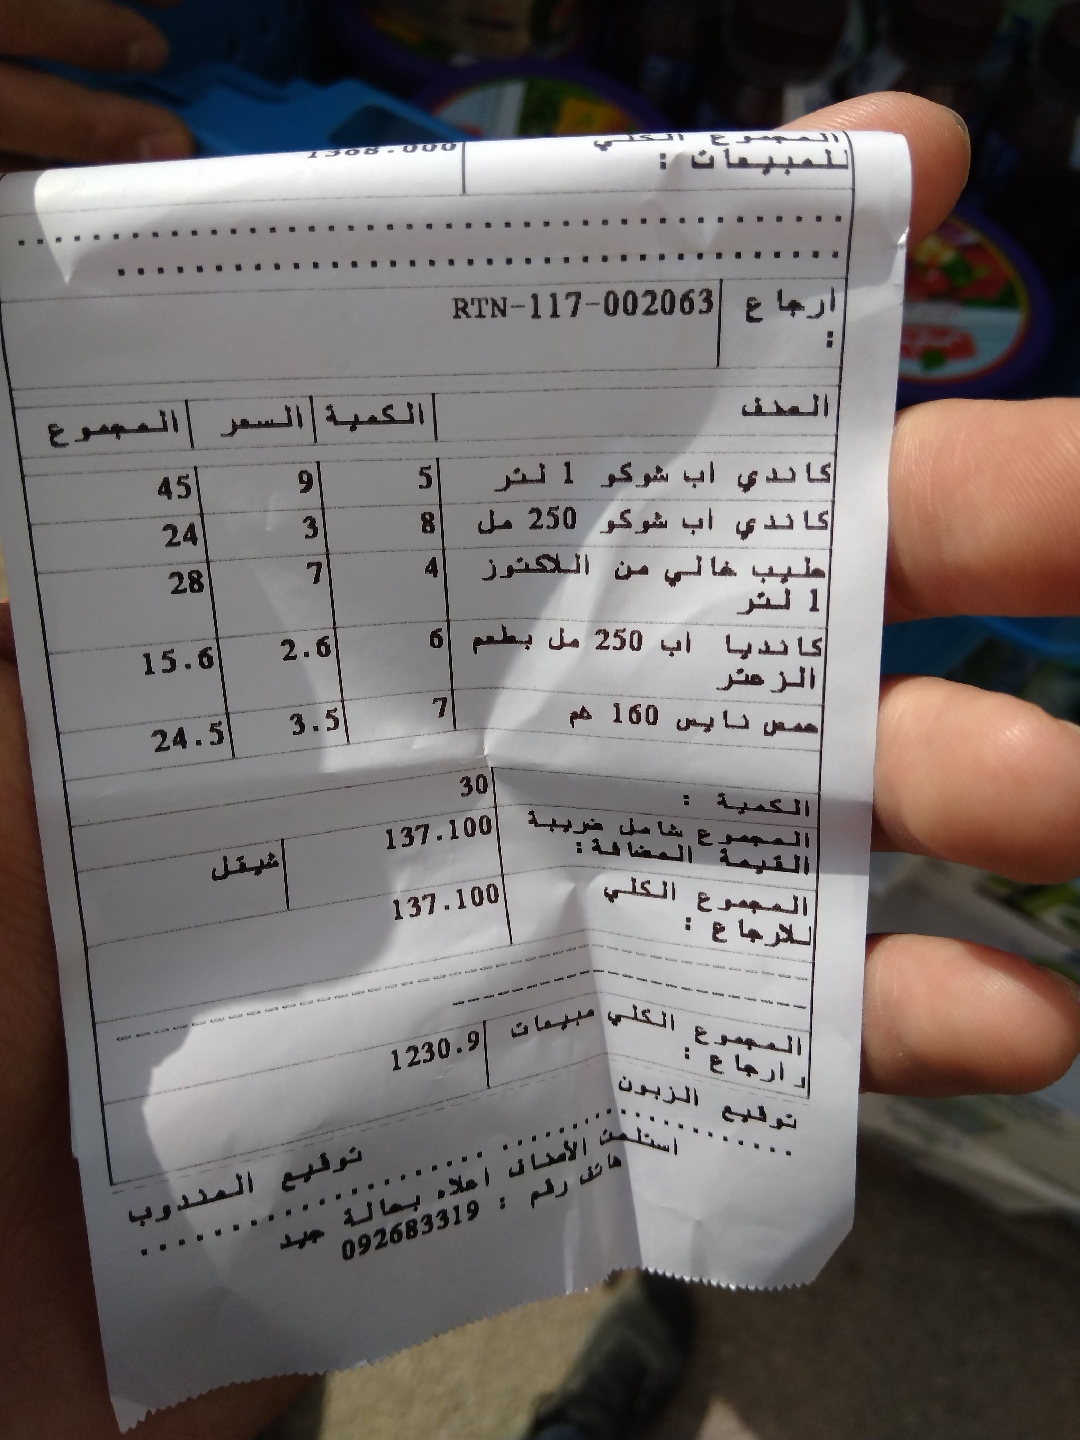 المجموع الكلي
للمبيعات : 1368.000
ارجاع RTN-117-002063
:
الصنف الكمية السعر المجموع
كاندي اب شوكو 1 لتر 5 9 45
كاندي اب شوكو 250 مل 8 3 24
حليب خالي من اللاكتوز 4 7 28
1 لتر
كانديا اب 250 مل بطعم 6 2.6 15.6
الزعتر
حمص نايس 160 غم 7 3.5 24.5
الكمية : 30
المجموع شامل ضريبة 137.100 شيقل
القيمة المضافة:
المجموع الكلي 137.100
للارجاع :
المجموع الكلي مبيعات 1230.9
و ارجاع :
توقيع الزبون
توقيع المندوب
استلمت الأصناف اعلاه بحالة جيد
هاتف رقم : 092683319